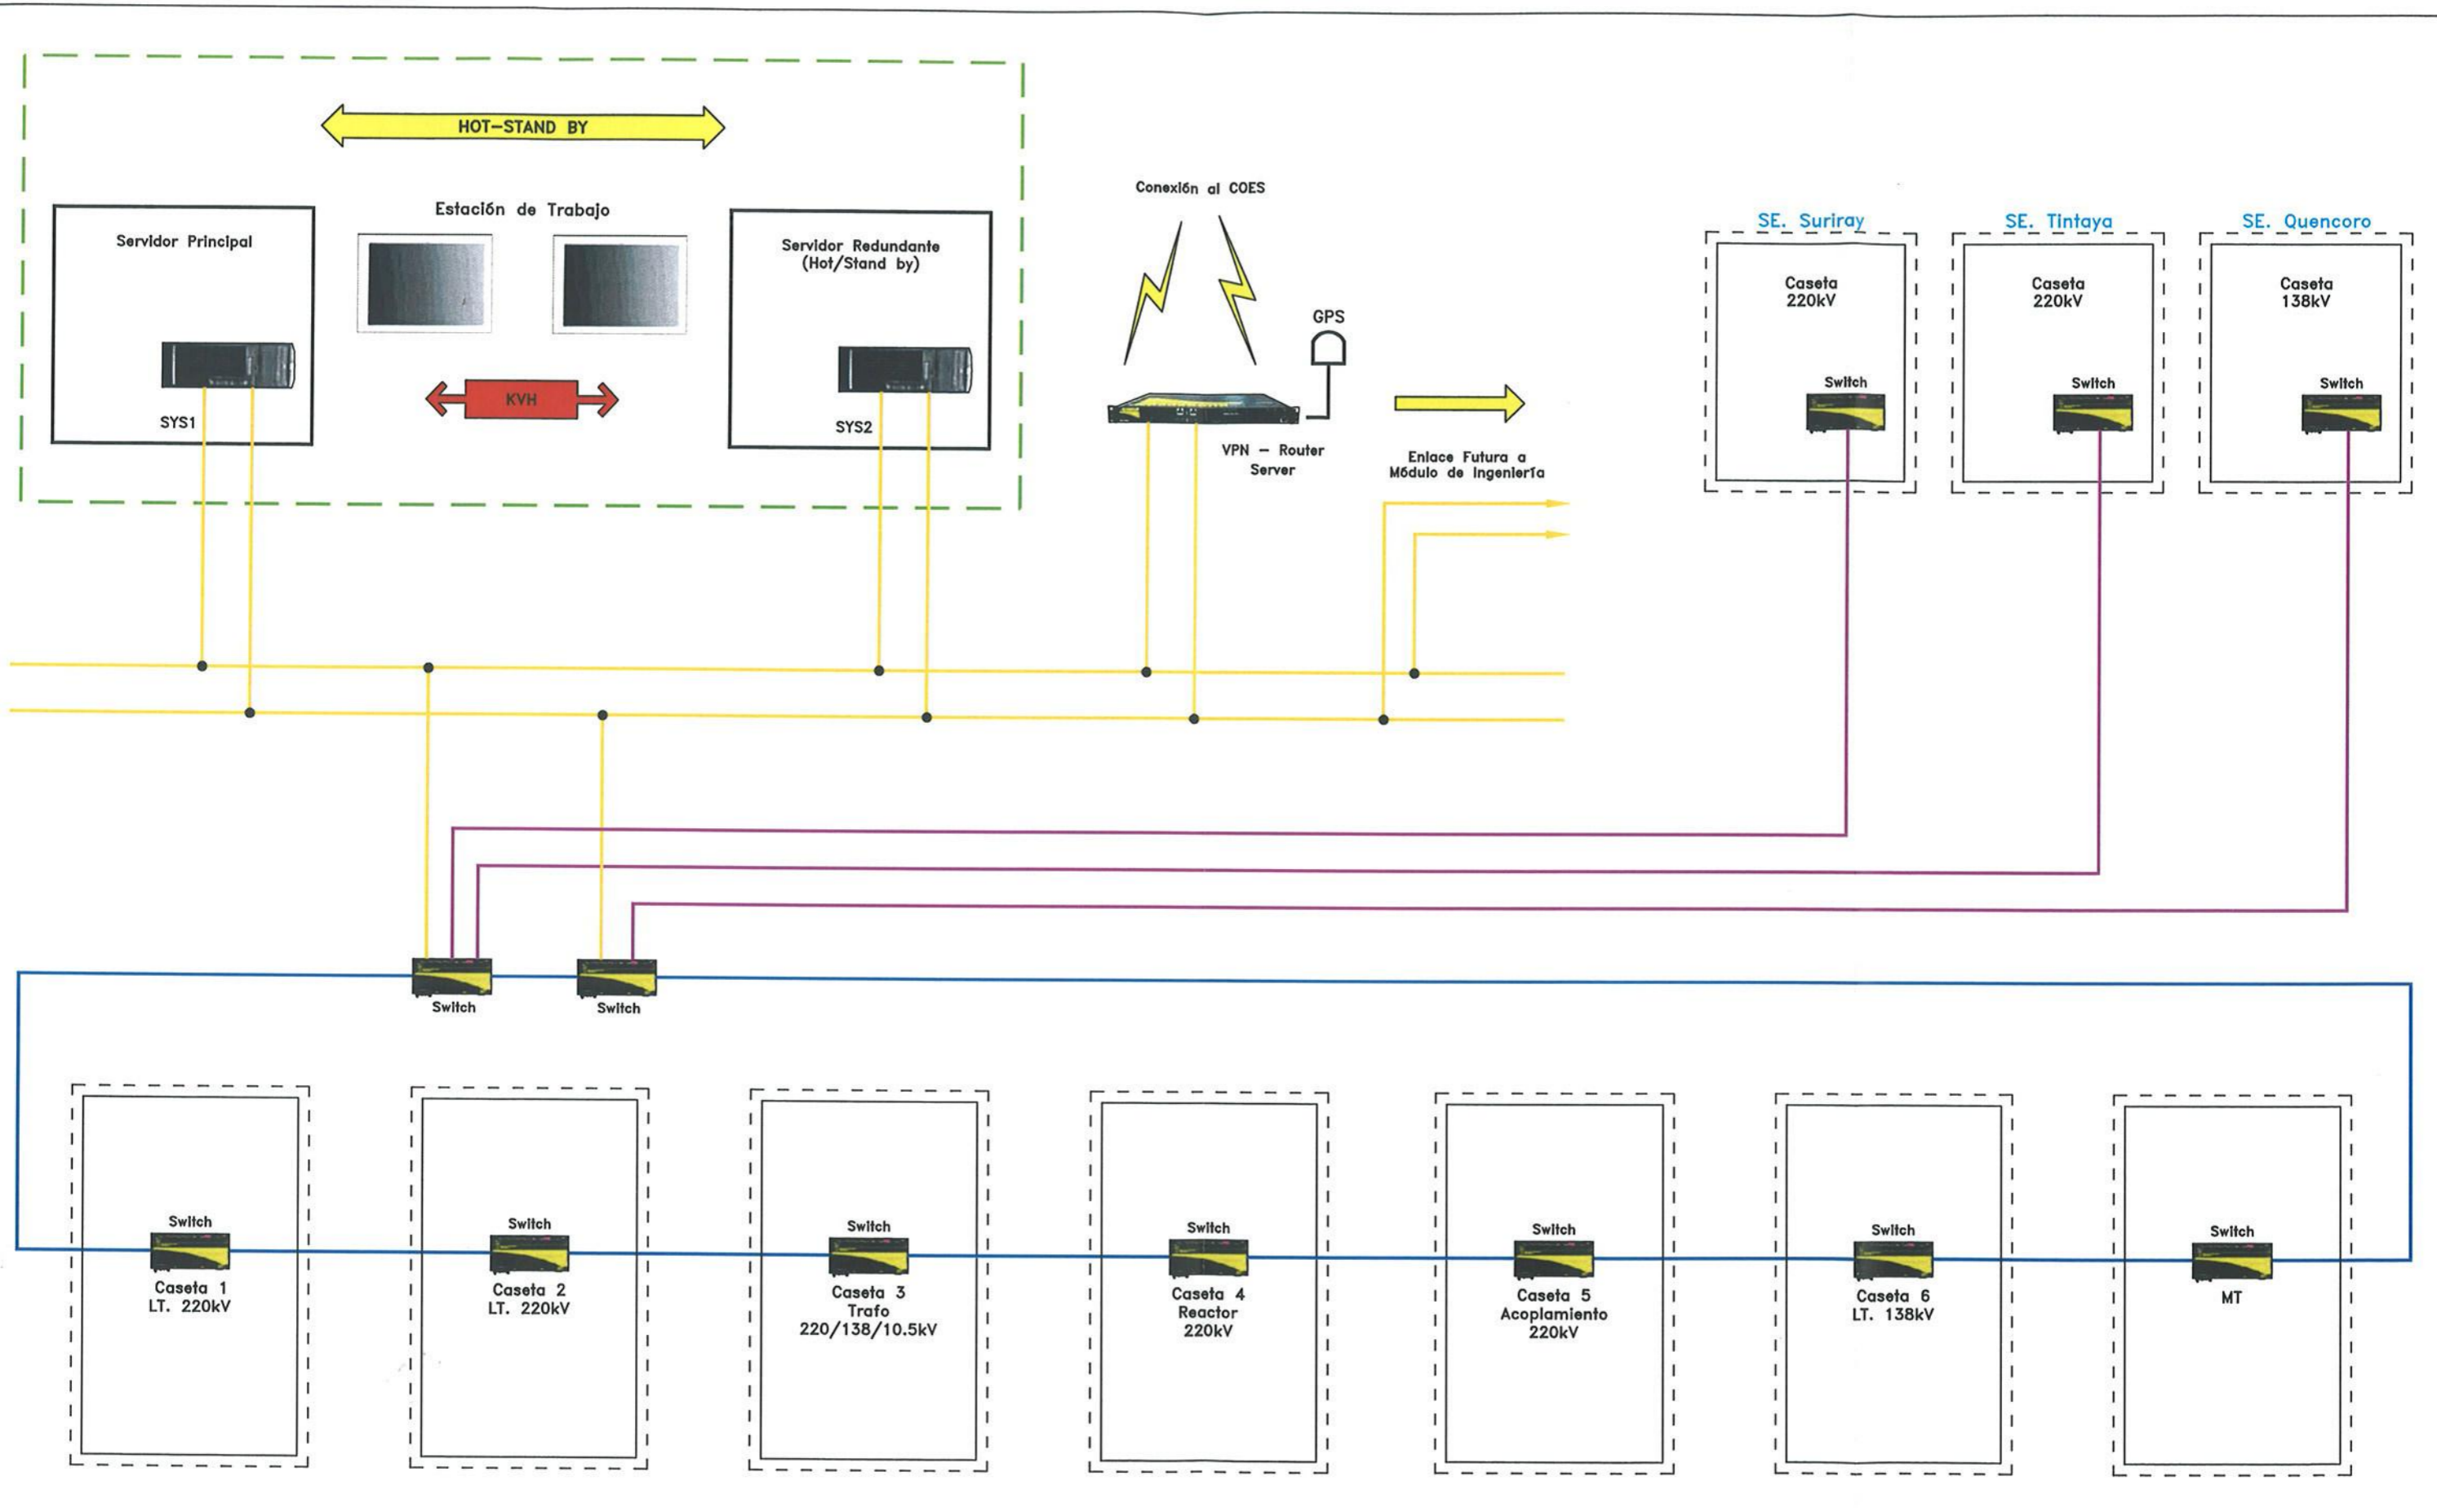 HOT-STAND BY
Servidor Principal
SYS1
Estación de Trabajo
KVH
Servidor Redundante
(Hot/Stand by)
SYS2
Conexión al COES
GPS
VPN - Router
Server
Enlace Futura a
Módulo de Ingeniería
SE. Suriray
Caseta
220kV
Switch
SE. Tintaya
Caseta
220kV
Switch
SE. Quencoro
Caseta
138kV
Switch
Switch
Switch
Switch
Caseta 1
LT. 220kV
Switch
Caseta 2
LT. 220kV
Switch
Caseta 3
Trafo
220/138/10.5kV
Switch
Caseta 4
Reactor
220kV
Switch
Caseta 5
Acoplamiento
220kV
Switch
Caseta 6
LT. 138kV
Switch
MT